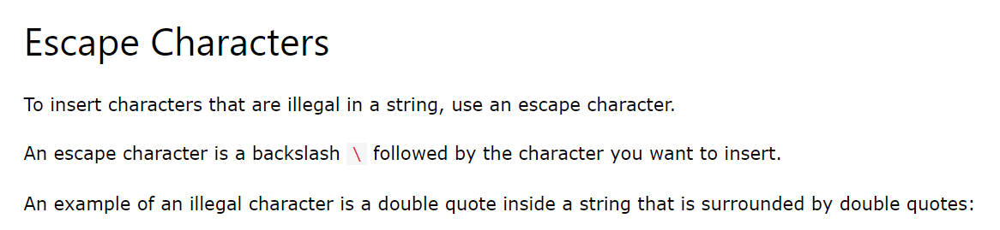 Escape Characters
To insert characters that are illegal in a string, use an escape character.
An escape character is a backslash \ followed by the character you want to insert.
An example of an illegal character is a double quote inside a string that is surrounded by double quotes: